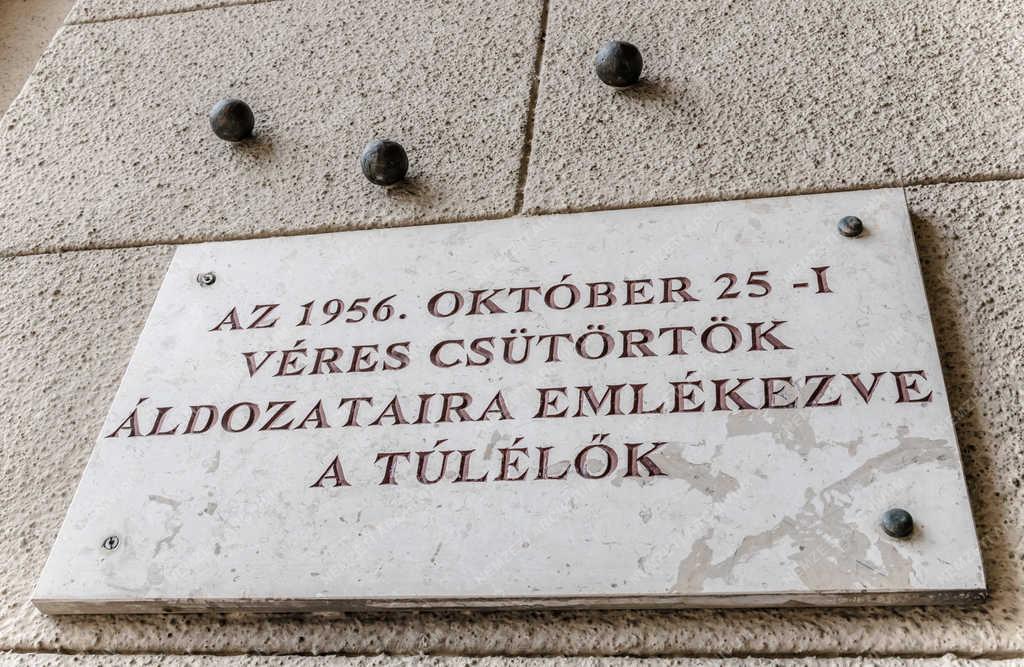 AZ 1956. OKTÓBER 25 -I
VÉRES CSÜTÖRTÖK
ÁLDOZATAIRA EMLÉKEZVE
A TÚLÉLŐK